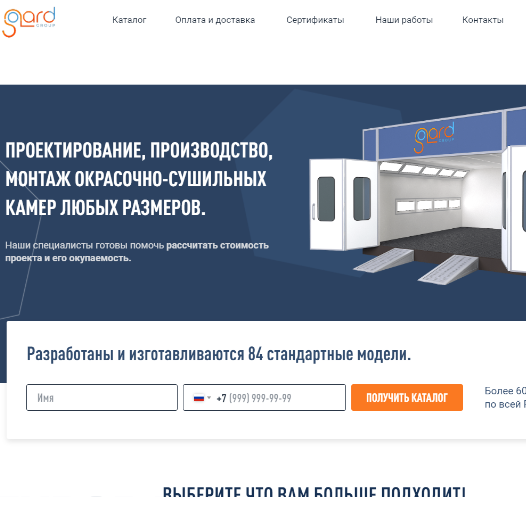 gard
GROUP
Каталог Оплата и доставка Сертификаты Наши работы Контакты
gard
ПРОЕКТИРОВАНИЕ, ПРОИЗВОДСТВО,
МОНТАЖ ОКРАСОЧНО-СУШИЛЬНЫХ
КАМЕР ЛЮБЫХ РАЗМЕРОВ.
Наши специалисты готовы помочь рассчитать стоимость
проекта и его окупаемость.
Разработаны и изготавливаются 84 стандартные модели.
Имя +7 (999) 999-99-99 ПОЛУЧИТЬ КАТАЛОГ
Более 60
по всей
ВЫБЕРИТЕ ЧТО ВАМ БОЛЬШЕ ПОДХОДИТ!